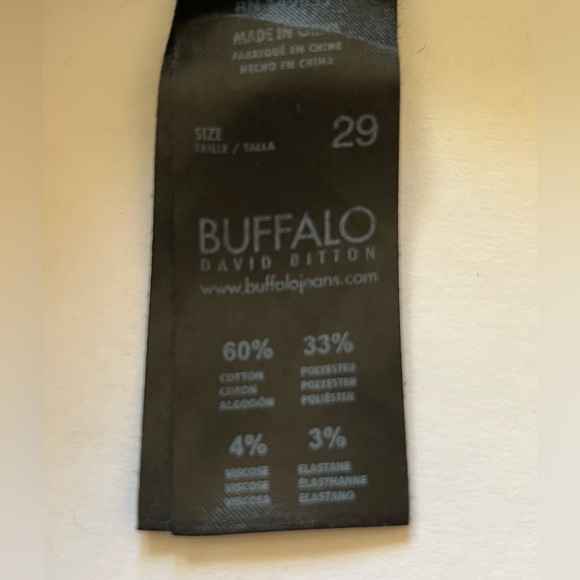 RN
MADE IN CHINA
FABRIQUÉ EN CHINE
HECHO EN CHINA
SIZE 29
TAILLE / TALLA
BUFFALO
DAVID BITTON
www.buffalojeans.com
60% 33%
COTTON POLYESTER
COTON POLYESTER
ALGODÓN POLIÉSTER
4% 3%
VISCOSE ELASTANE
VISCOSE ÉLASTHANNE
VISCOSA ELASTANO